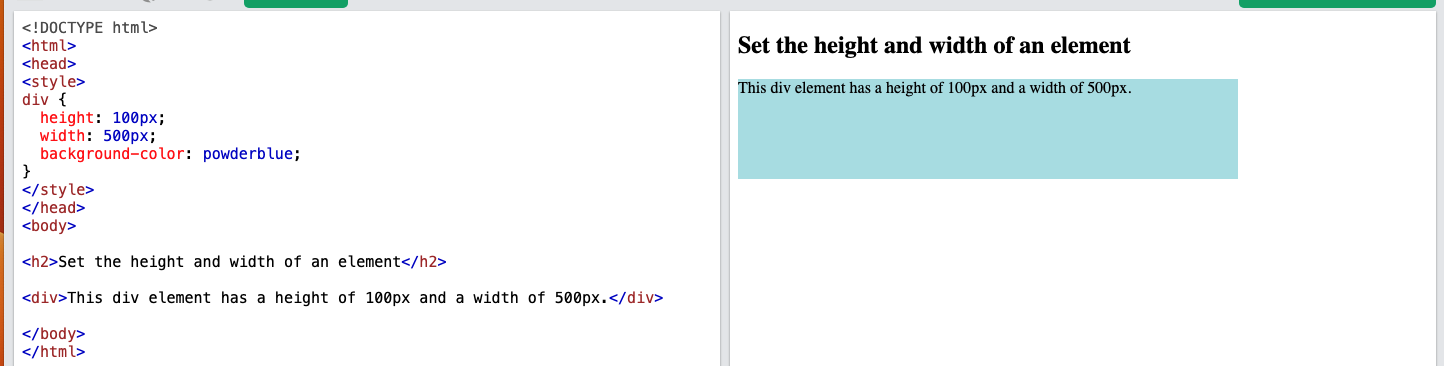 <!DOCTYPE html>
<html>
<head>
<style>
div {
  height: 100px;
  width: 500px;
  background-color: powderblue;
}
</style>
</head>
<body>

<h2>Set the height and width of an element</h2>

<div>This div element has a height of 100px and a width of 500px.</div>

</body>
</html>
Set the height and width of an element
This div element has a height of 100px and a width of 500px.